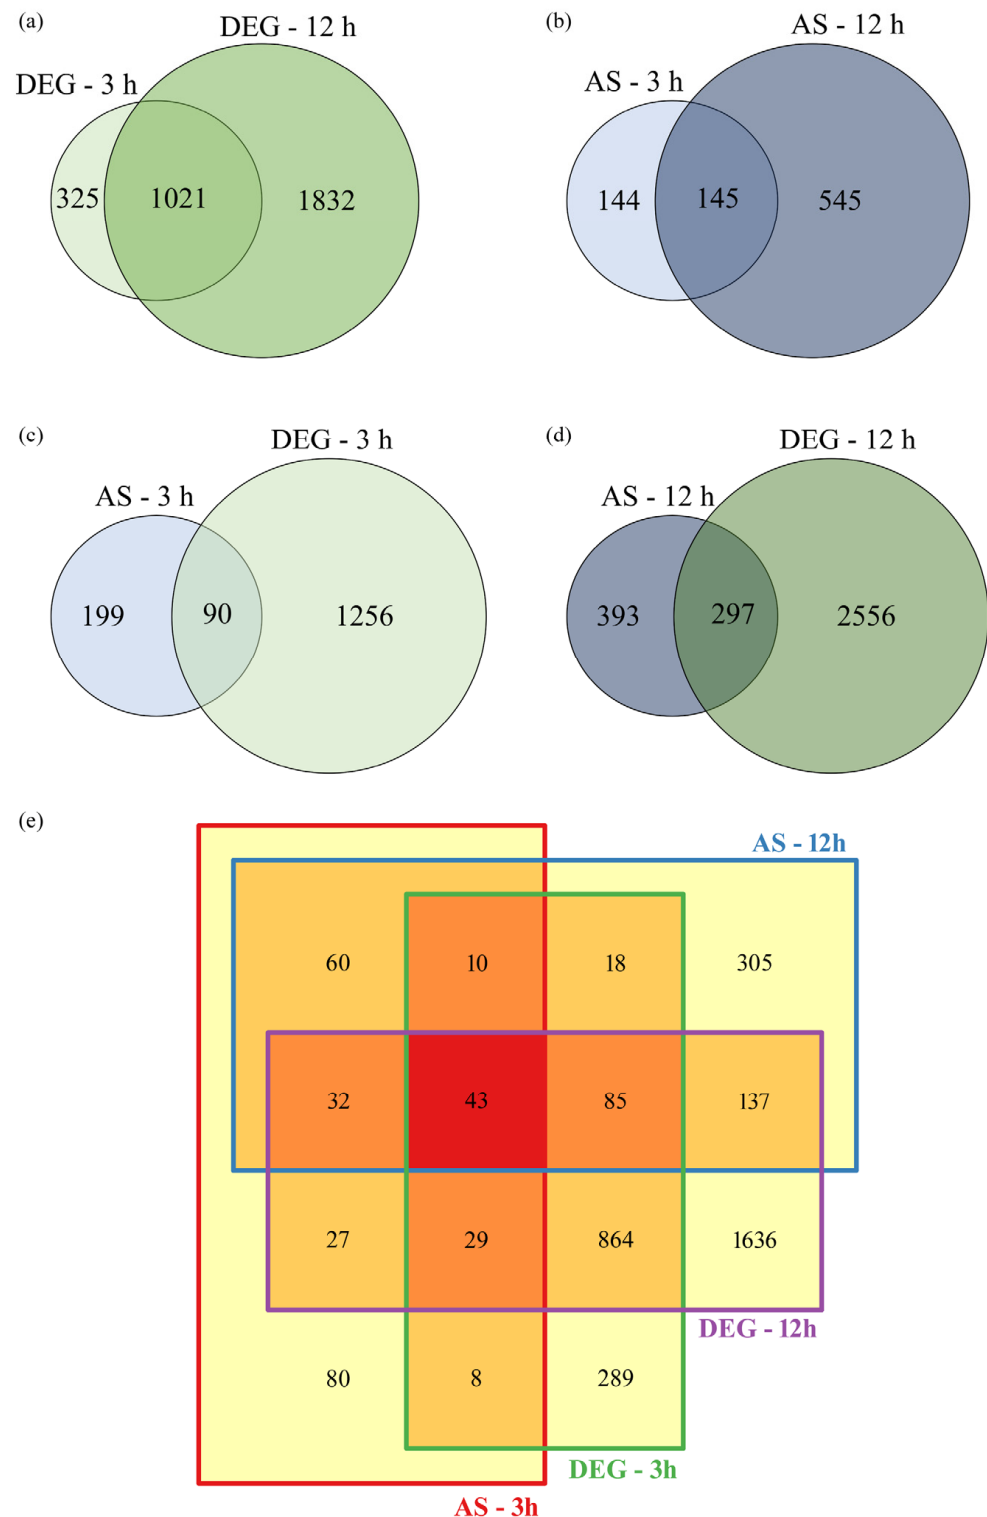 (a)
DEG - 12 h
DEG - 3 h
325
1021
1832
(b)
AS - 12 h
AS - 3 h
144
145
545
(c)
DEG - 3 h
AS - 3 h
199
90
1256
(d)
DEG - 12 h
AS - 12 h
393
297
2556
(e)
AS - 12h
60
10
18
305
32
43
85
137
27
29
864
1636
DEG - 12h
80
8
289
DEG - 3h
AS - 3h